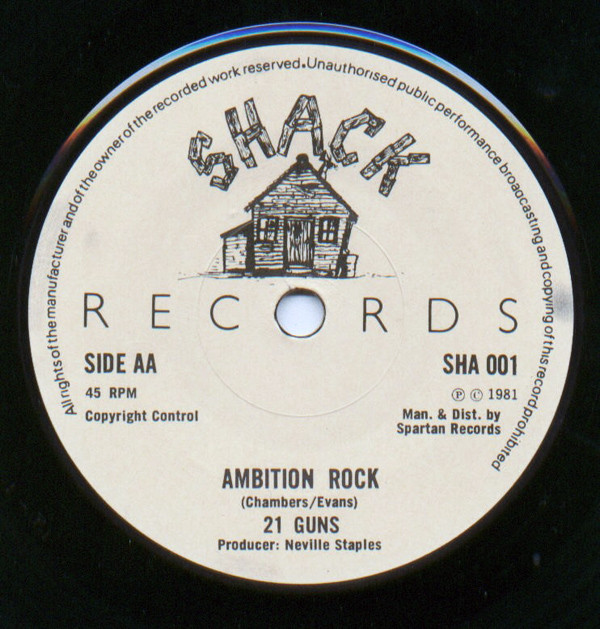 All rights of the manufacturer and of the owner of the recorded work reserved. Unauthorised public performance broadcasting and copying of this record prohibited
SHACK
RECORDS
SIDE AA
SHA 001
45 RPM
℗ © 1981
Copyright Control
Man. & Dist. by
Spartan Records
AMBITION ROCK
(Chambers/Evans)
21 GUNS
Producer: Neville Staples